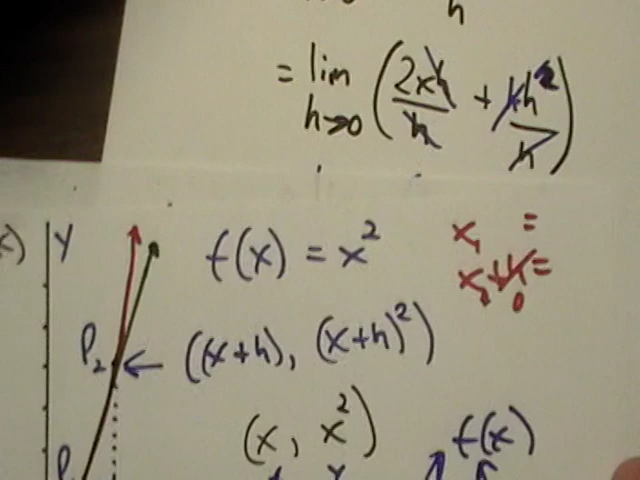 h
= lim (2xh/h + h²/h)
h→0
x) y f(x) = x² x₁ =
x₁+h=
0
P₂ ← ((x+h), (x+h)²)
(x, x²) f(x)
P